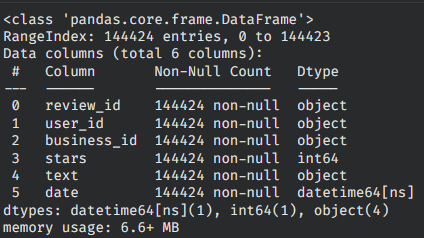 <class 'pandas.core.frame.DataFrame'>
RangeIndex: 144424 entries, 0 to 144423
Data columns (total 6 columns):
 #   Column       Non-Null Count   Dtype
---  ------       --------------   -----
 0   review_id    144424 non-null  object
 1   user_id      144424 non-null  object
 2   business_id  144424 non-null  object
 3   stars        144424 non-null  int64
 4   text         144424 non-null  object
 5   date         144424 non-null  datetime64[ns]
dtypes: datetime64[ns](1), int64(1), object(4)
memory usage: 6.6+ MB